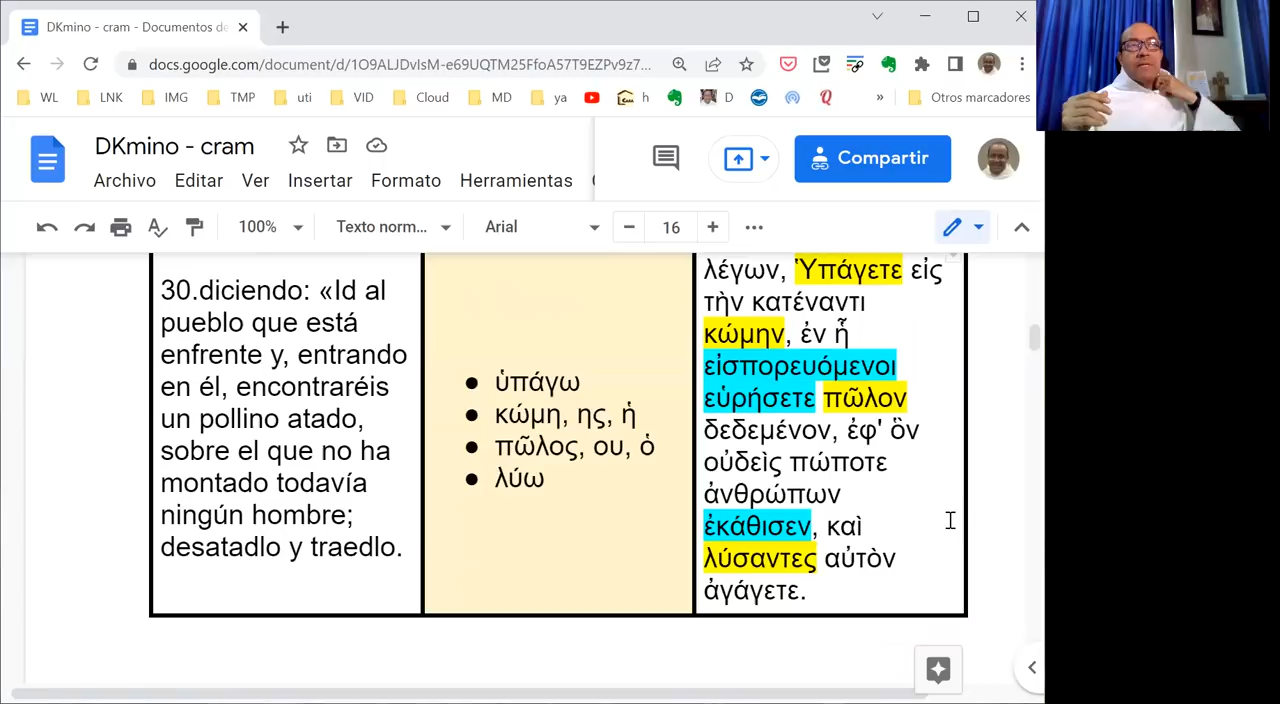 DKmino - cram - Documentos de
docs.google.com/document/d/1O9ALJDvIsM-e69UQTM25FfoA57T9EZPv9z7...
WL LNK IMG TMP uti VID Cloud MD ya h D » Otros marcadores
DKmino - cram
Compartir
Archivo Editar Ver Insertar Formato Herramientas
100% Texto norm... Arial 16
30.diciendo: «Id al
pueblo que está
enfrente y, entrando
en él, encontraréis
un pollino atado,
sobre el que no ha
montado todavía
ningún hombre;
desatadlo y traedlo.
● ὑπάγω
● κώμη, ης, ἡ
● πῶλος, ου, ὁ
● λύω
λέγων, Ὑπάγετε εἰς
τὴν κατέναντι
κώμην, ἐν ᾗ
εἰσπορευόμενοι
εὑρήσετε πῶλον
δεδεμένον, ἐφ' ὃν
οὐδεὶς πώποτε
ἀνθρώπων
ἐκάθισεν, καὶ
λύσαντες αὐτὸν
ἀγάγετε.